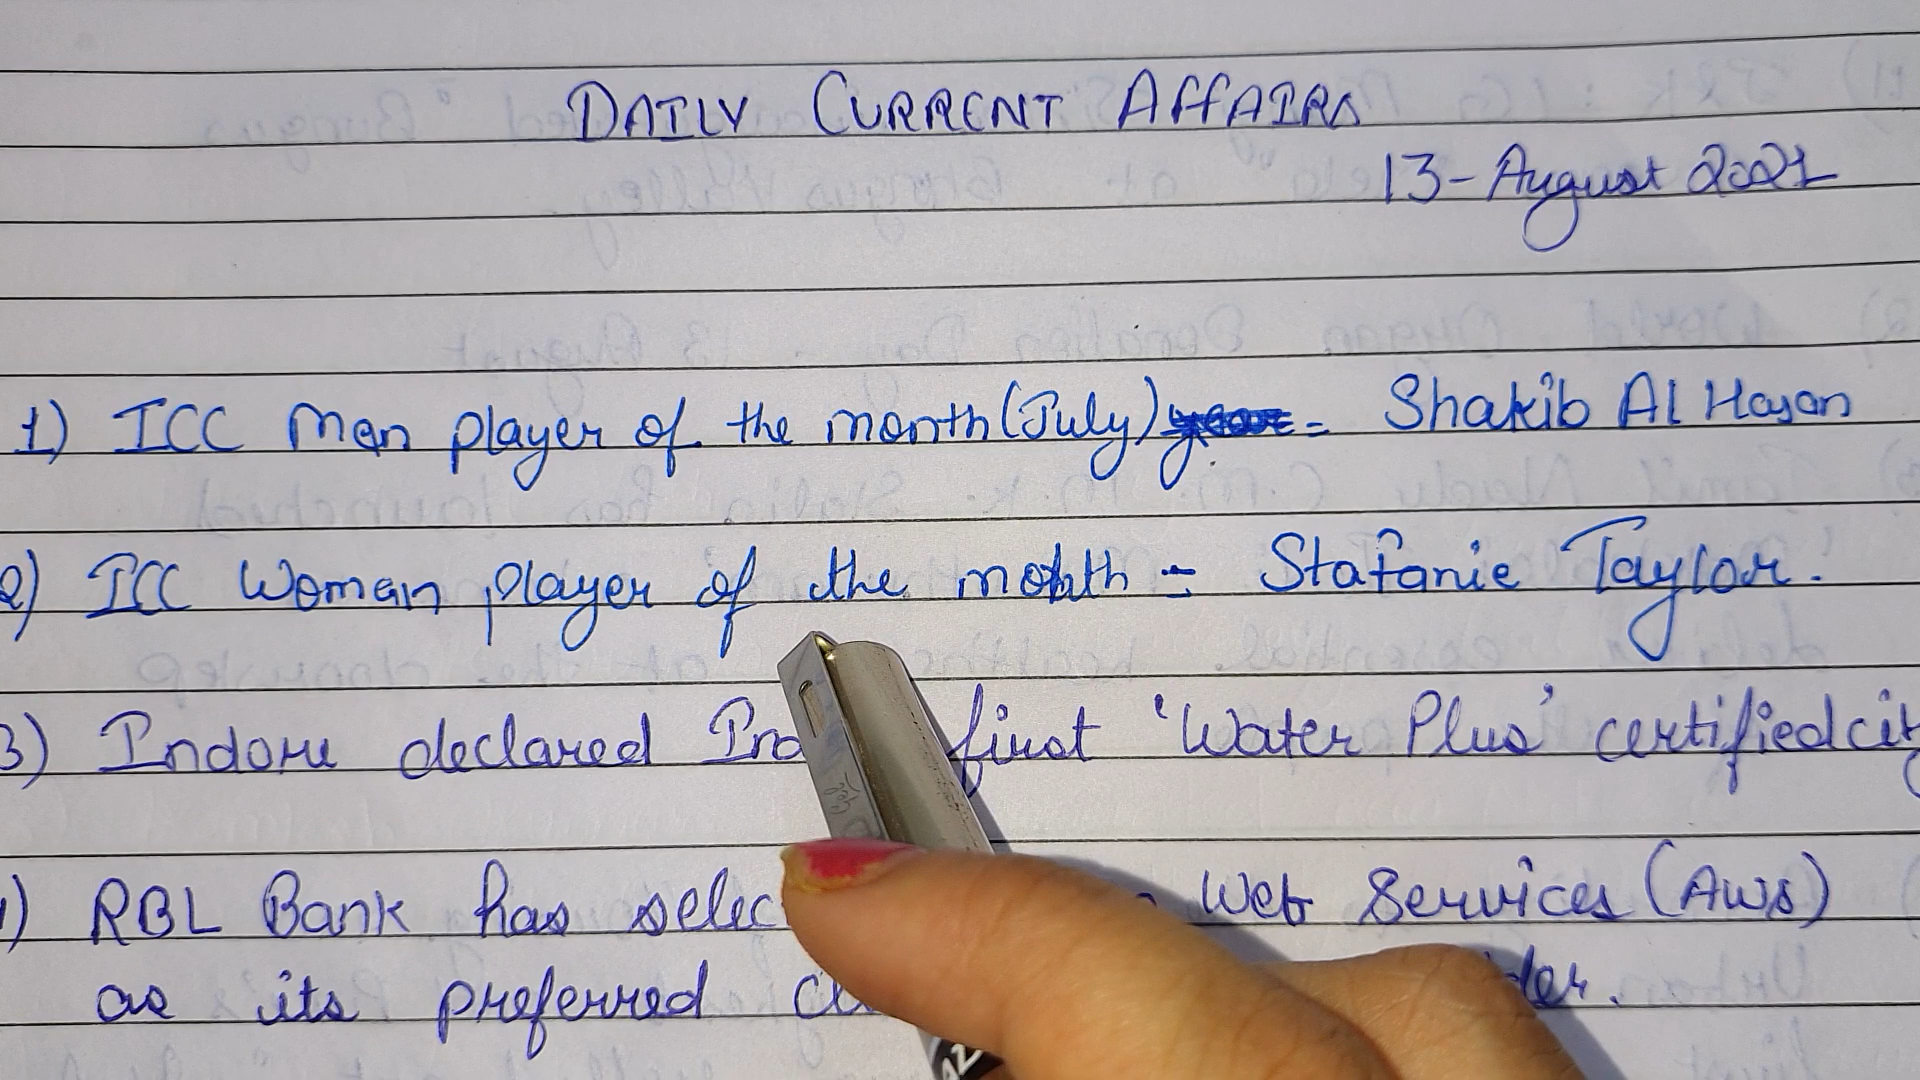 DAILY CURRENT AFFAIRS
13-August 2021
1) ICC Men player of the month (July) = Shakib Al Hasan
2) ICC Woman player of the month = Stafanie Taylor.
3) Indore declared first 'Water Plus' certified
RBL Bank has Web Services (AWS)
as its preferred